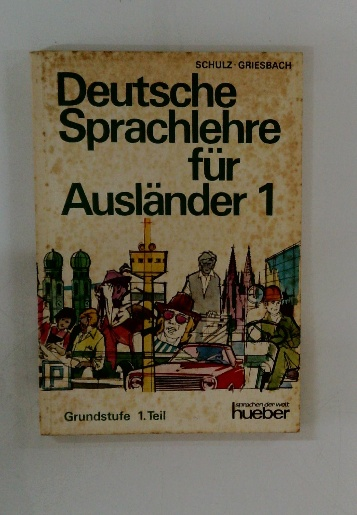 SCHULZ · GRIESBACH
Deutsche
Sprachlehre
für
Ausländer 1
P
Grundstufe 1. Teil
sprachen der welt
hueber